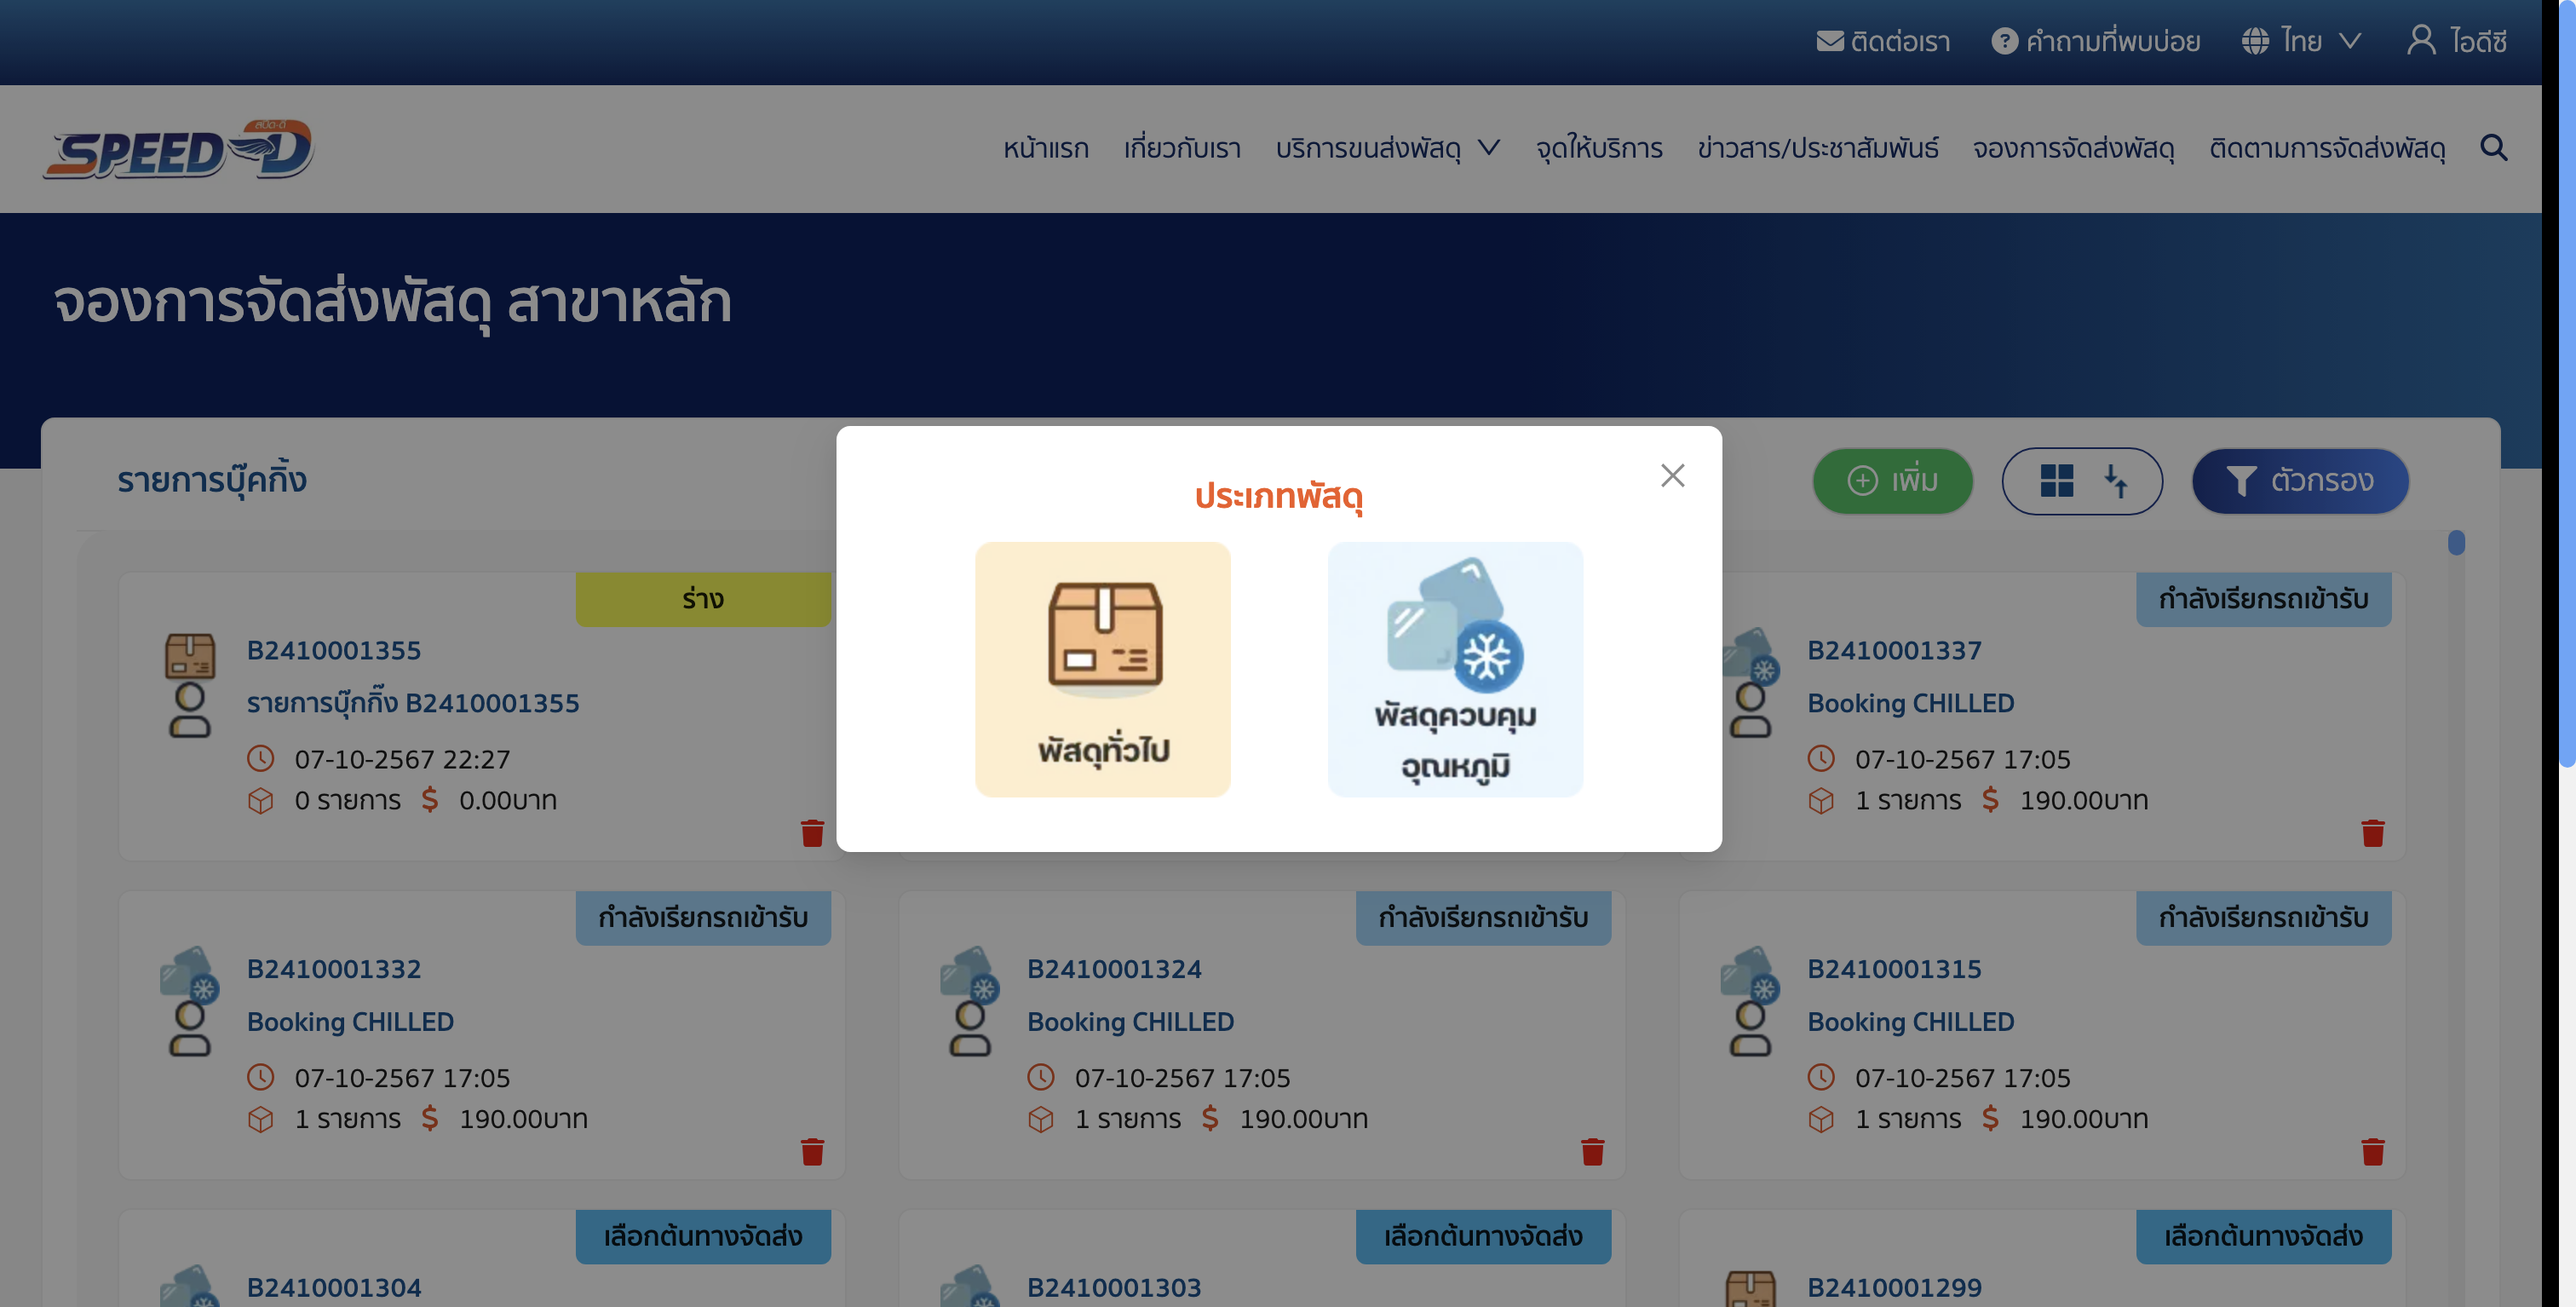 ติดต่อเรา คำถามที่พบบ่อย ไทย ไอดีซี
สปีด-ดี
SPEED-D
หน้าแรก เกี่ยวกับเรา บริการขนส่งพัสดุ จุดให้บริการ ข่าวสาร/ประชาสัมพันธ์ จองการจัดส่งพัสดุ ติดตามการจัดส่งพัสดุ
จองการจัดส่งพัสดุ สาขาหลัก
รายการบุ๊คกิ้ง
เพิ่ม
ตัวกรอง
ประเภทพัสดุ
พัสดุทั่วไป
พัสดุควบคุม
อุณหภูมิ
ร่าง
B2410001355
รายการบุ๊กกิ๊ง B2410001355
07-10-2567 22:27
0 รายการ $ 0.00บาท
กำลังเรียกรถเข้ารับ
B2410001337
Booking CHILLED
07-10-2567 17:05
1 รายการ $ 190.00บาท
กำลังเรียกรถเข้ารับ
B2410001332
Booking CHILLED
07-10-2567 17:05
1 รายการ $ 190.00บาท
กำลังเรียกรถเข้ารับ
B2410001324
Booking CHILLED
07-10-2567 17:05
1 รายการ $ 190.00บาท
กำลังเรียกรถเข้ารับ
B2410001315
Booking CHILLED
07-10-2567 17:05
1 รายการ $ 190.00บาท
เลือกต้นทางจัดส่ง
B2410001304
เลือกต้นทางจัดส่ง
B2410001303
เลือกต้นทางจัดส่ง
B2410001299